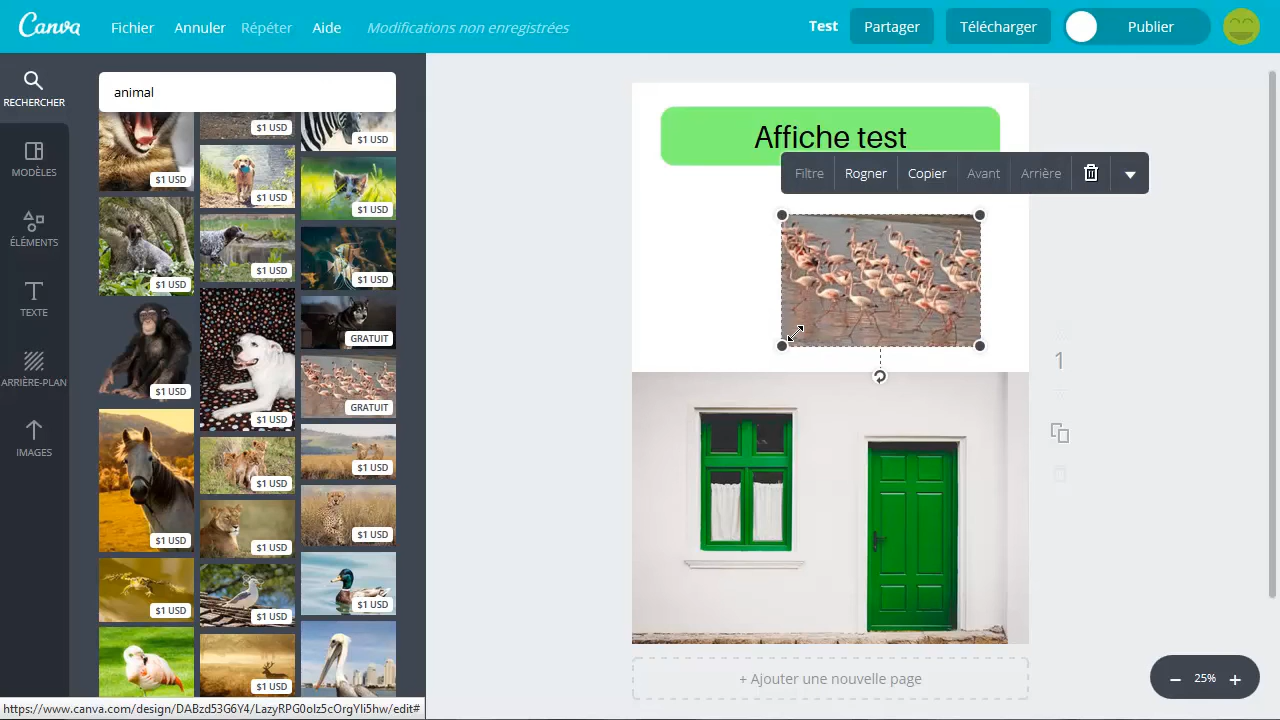 Canva
Fichier
Annuler
Répéter
Aide
Modifications non enregistrées
Test
Partager
Télécharger
Publier
RECHERCHER
MODÈLES
ÉLÉMENTS
TEXTE
ARRIÈRE-PLAN
IMAGES
animal
$1 USD
$1 USD
$1 USD
$1 USD
$1 USD
$1 USD
$1 USD
$1 USD
$1 USD
GRATUIT
$1 USD
GRATUIT
$1 USD
$1 USD
$1 USD
$1 USD
$1 USD
$1 USD
$1 USD
$1 USD
$1 USD
$1 USD
Affiche test
Filtre
Rogner
Copier
Avant
Arrière
1
+ Ajouter une nouvelle page
25%
https://www.canva.com/design/DABzd53G6Y4/LazyRPG0olz5cOrgYli5hw/edit#